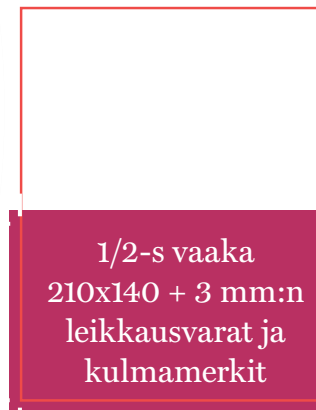 1/2-s vaaka
210x140 + 3 mm:n
leikkausvarat ja
kulmamerkit